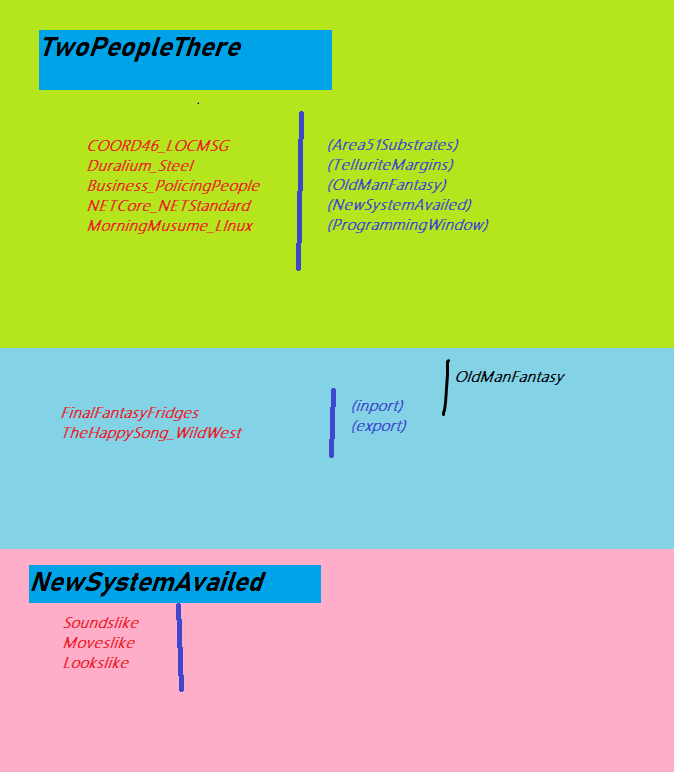 TwoPeopleThere
COORD46_LOCMSG (Area51Substrates)
Duralium_Steel (TelluriteMargins)
Business_PolicingPeople (OldManFantasy)
NETCore_NETStandard (NewSystemAvailed)
MorningMusume_LInux (ProgrammingWindow)
OldManFantasy
FinalFantasyFridges (inport)
TheHappySong_WildWest (export)
NewSystemAvailed
Soundslike
Moveslike
Lookslike